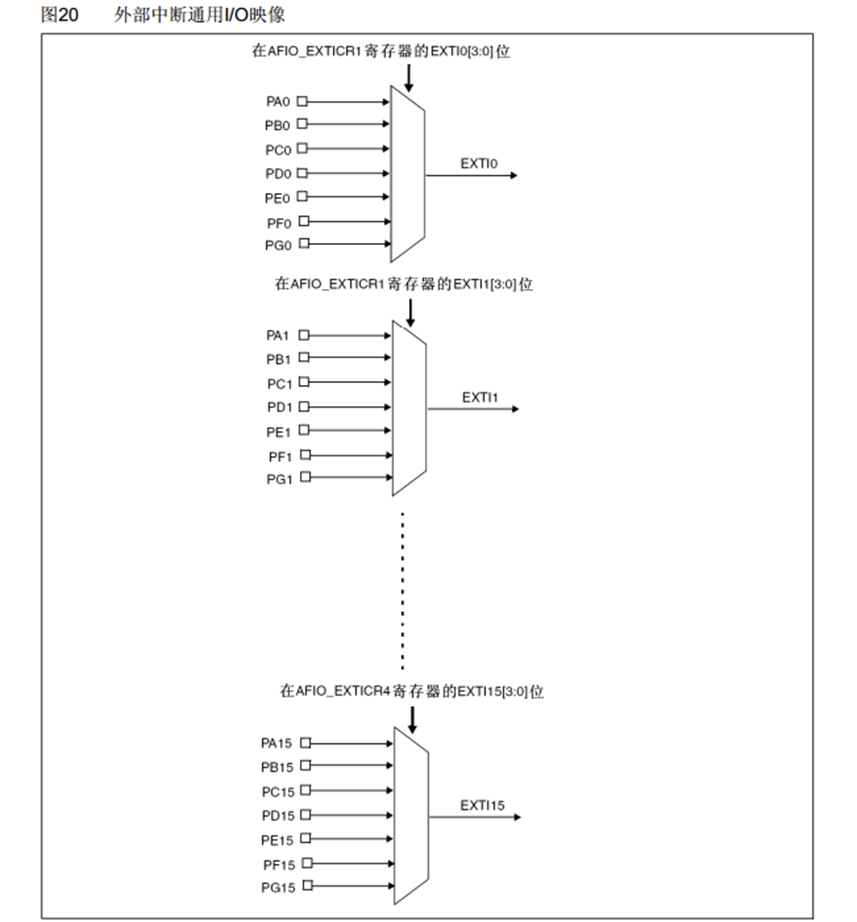 图20 外部中断通用I/O映像
在AFIO_EXTICR1寄存器的EXTI0[3:0]位
PA0
PB0
PC0
PD0
PE0
PF0
PG0
EXTI0
在AFIO_EXTICR1寄存器的EXTI1[3:0]位
PA1
PB1
PC1
PD1
PE1
PF1
PG1
EXTI1
在AFIO_EXTICR4寄存器的EXTI15[3:0]位
PA15
PB15
PC15
PD15
PE15
PF15
PG15
EXTI15